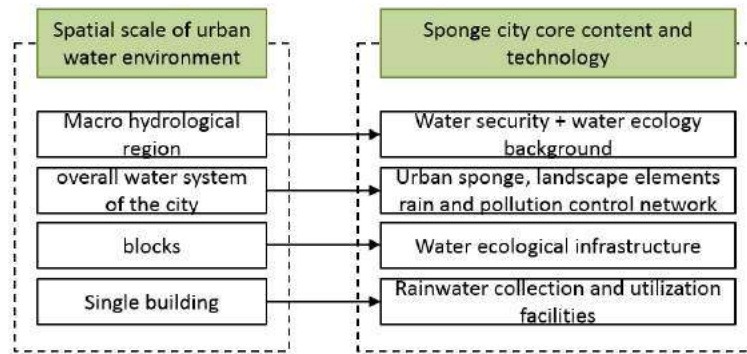 Spatial scale of urban
water environment
Sponge city core content and
technology
Macro hydrological
region
Water security + water ecology
background
overall water system
of the city
Urban sponge, landscape elements
rain and pollution control network
blocks
Water ecological infrastructure
Single building
Rainwater collection and utilization
facilities